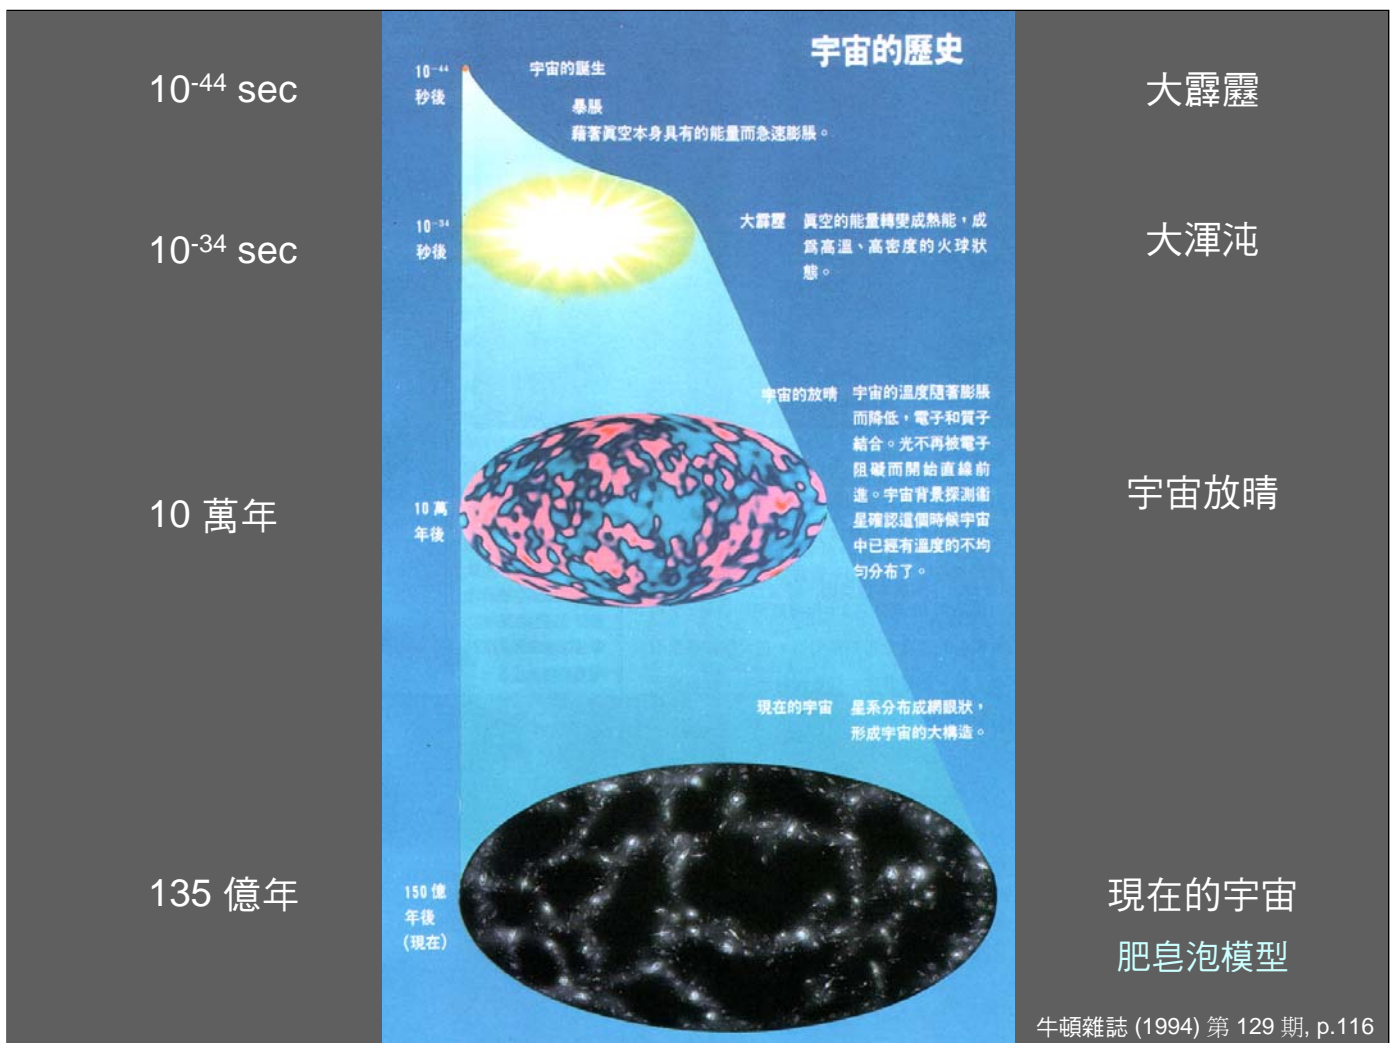 宇宙的歷史
10-44 sec
10⁻⁴⁴
秒後
宇宙的誕生
暴脹
藉著眞空本身具有的能量而急速膨脹。
大霹靂
10-34 sec
10⁻³⁴
秒後
大霹靂 眞空的能量轉變成熱能，成
爲高溫、高密度的火球狀
態。
大渾沌
10 萬年
10 萬
年後
宇宙的放晴 宇宙的溫度隨著膨脹
而降低，電子和質子
結合。光不再被電子
阻礙而開始直線前
進。宇宙背景探測衞
星確認這個時候宇宙
中已經有溫度的不均
勻分布了。
宇宙放晴
現在的宇宙 星系分布成網眼狀，
形成宇宙的大構造。
135 億年
150 億
年後
(現在)
現在的宇宙
肥皂泡模型
牛頓雜誌 (1994) 第 129 期, p.116